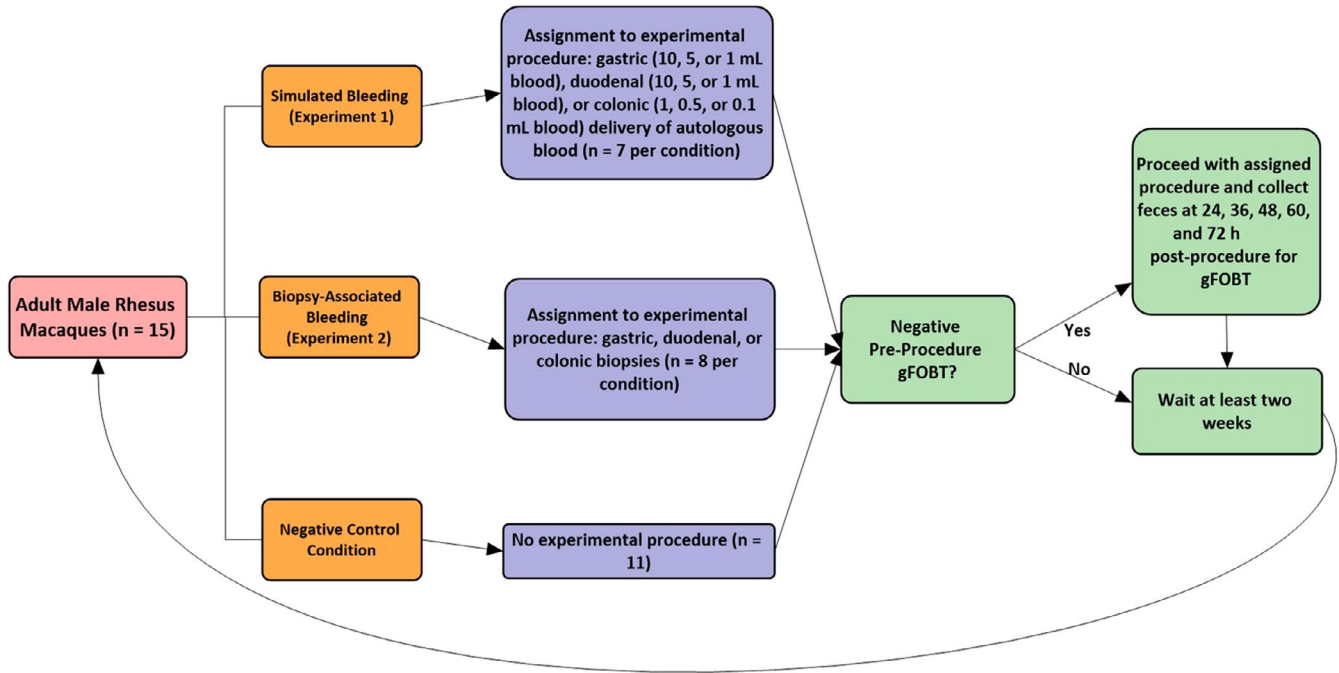 Adult Male Rhesus
Macaques (n = 15)
Simulated Bleeding
(Experiment 1)
Assignment to experimental
procedure: gastric (10, 5, or 1 mL
blood), duodenal (10, 5, or 1 mL
blood), or colonic (1, 0.5, or 0.1
mL blood) delivery of autologous
blood (n = 7 per condition)
Biopsy-Associated
Bleeding
(Experiment 2)
Assignment to experimental
procedure: gastric, duodenal, or
colonic biopsies (n = 8 per
condition)
Negative Control
Condition
No experimental procedure (n =
11)
Negative
Pre-Procedure
gFOBT?
Yes
No
Proceed with assigned
procedure and collect
feces at 24, 36, 48, 60,
and 72 h
post-procedure for
gFOBT
Wait at least two
weeks